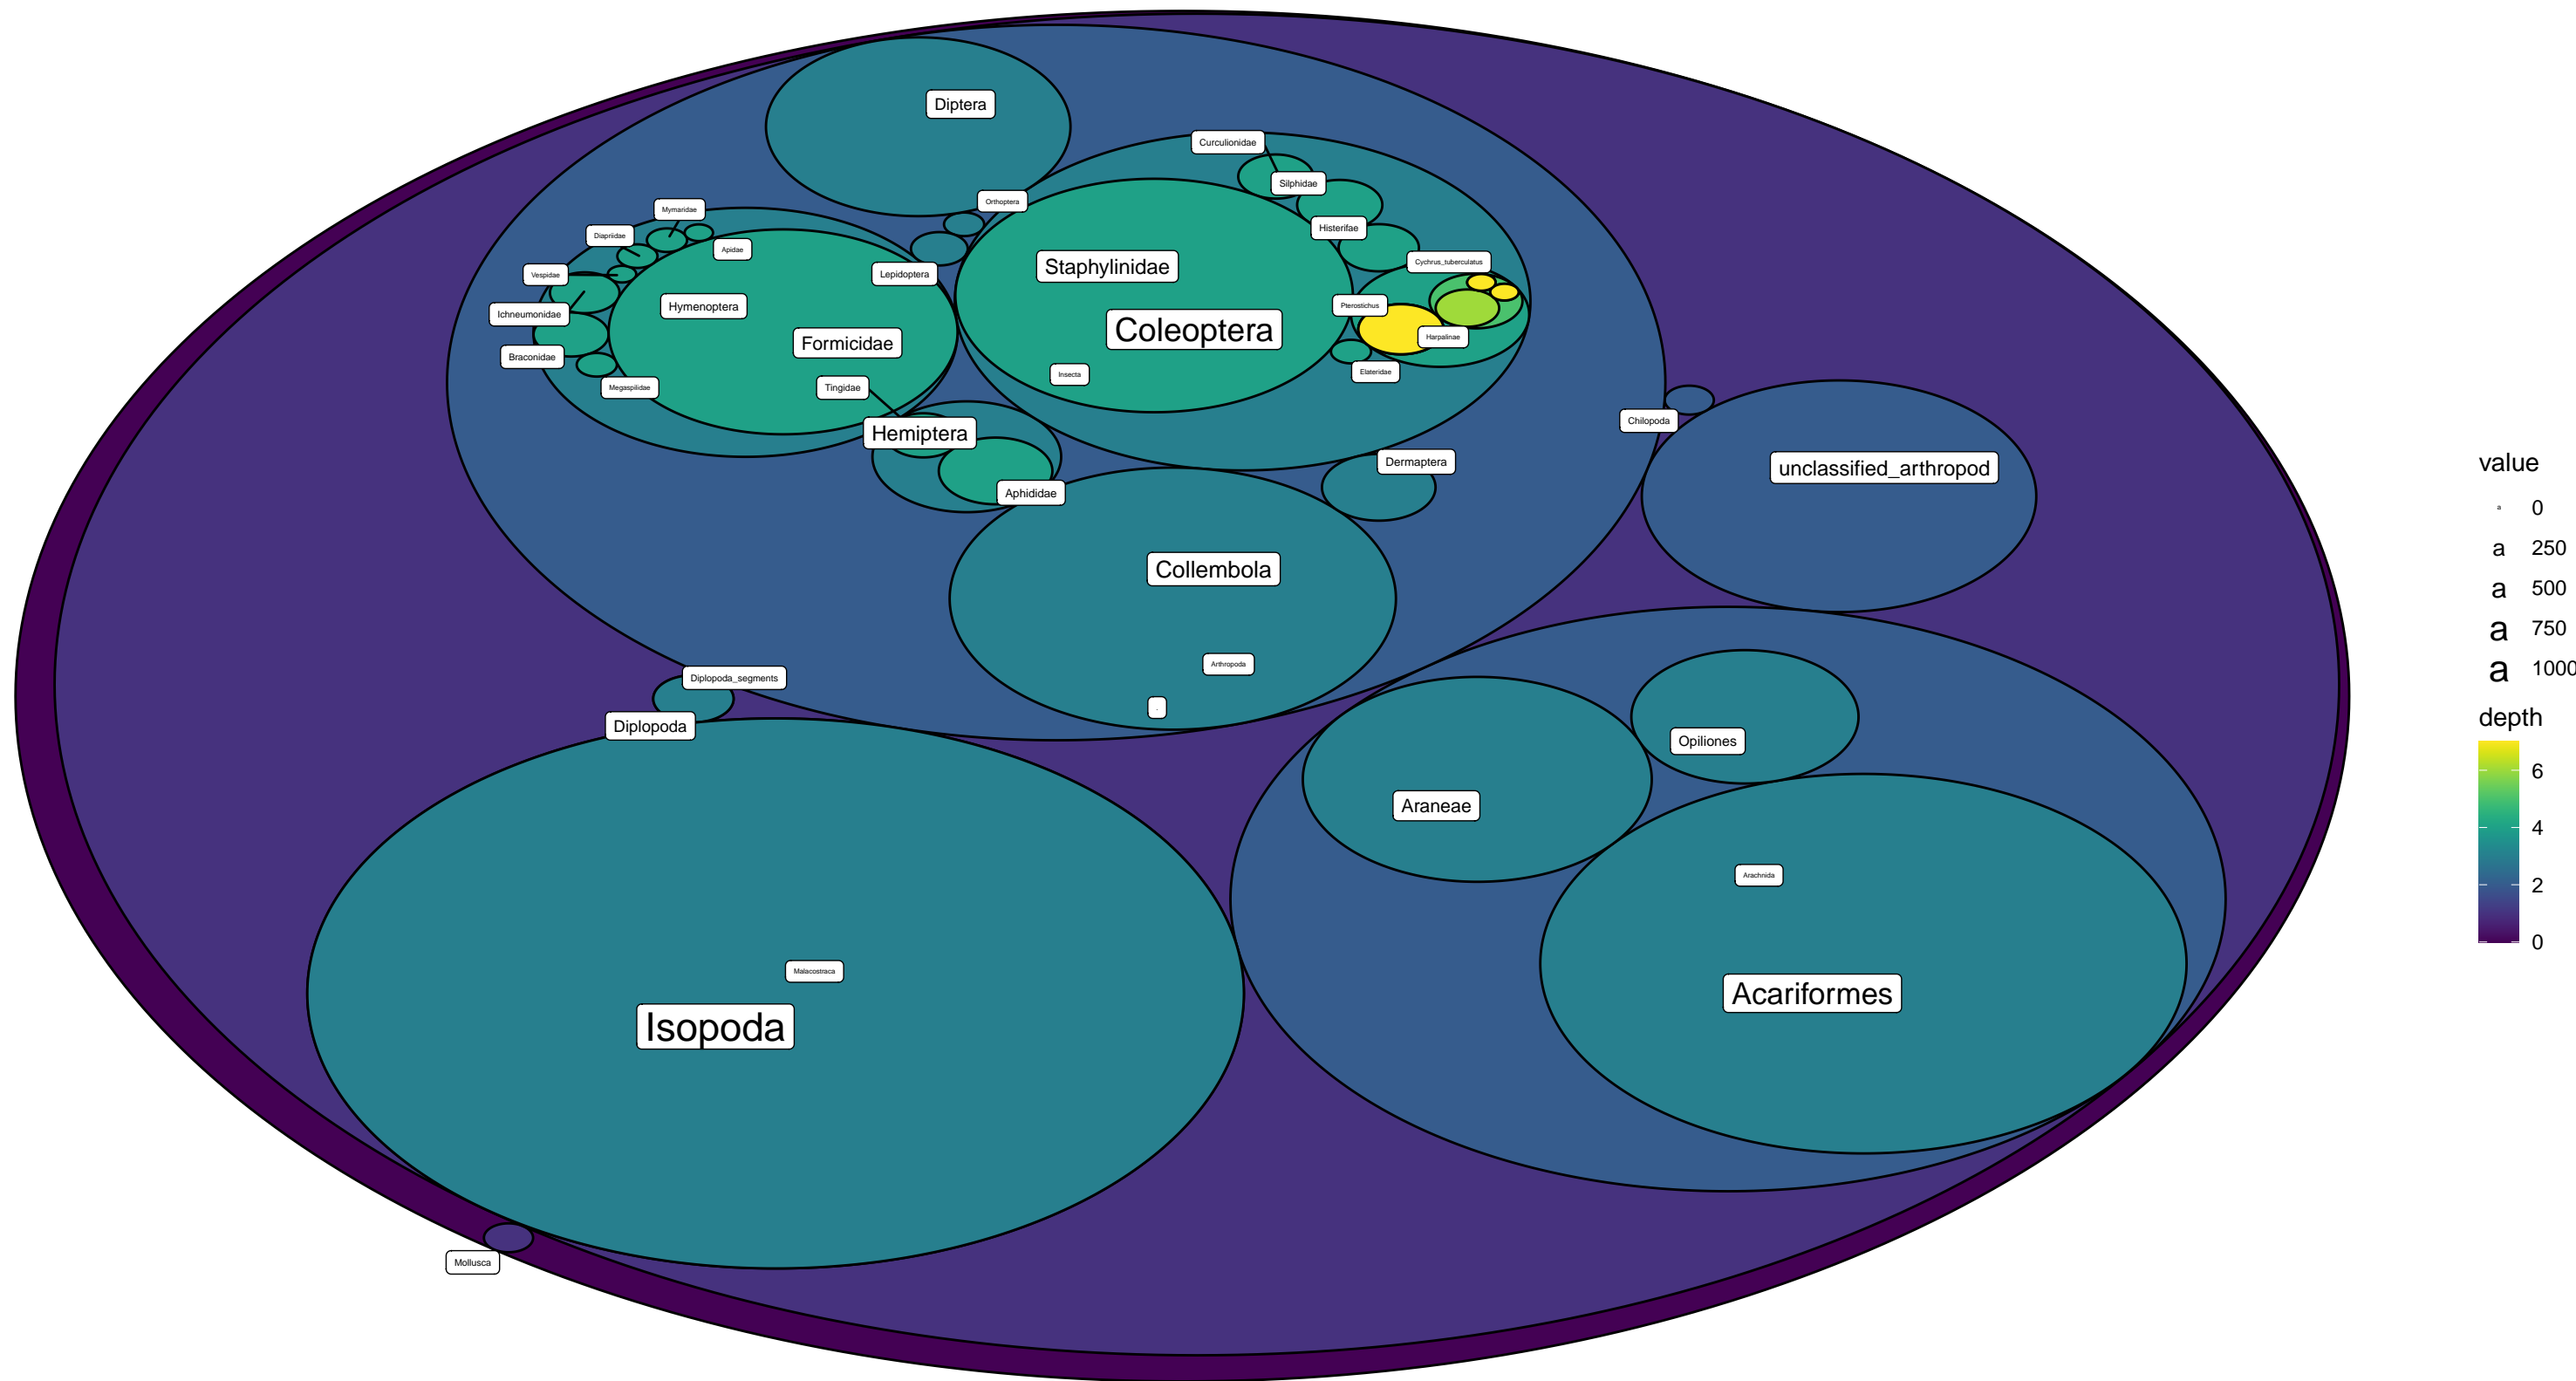 Diptera
Curculionidae
Silphidae
Orthoptera
Mymaridae
Histerifae
Diapriidae
Apidae
Cychrus_tuberculatus
Staphylinidae
Vespidae
Lepidoptera
Hymenoptera
Pterostichus
Ichneumonidae
Coleoptera
Harpalinae
Formicidae
Braconidae
Elateridae
Insecta
Megaspilidae
Tingidae
Chilopoda
Hemiptera
Dermaptera
unclassified_arthropod
Aphididae
Collembola
Arthropoda
Diplopoda_segments
Diplopoda
Opiliones
Araneae
Arachnida
Malacostraca
Acariformes
Isopoda
Mollusca
value
a 0
a 250
a 500
a 750
a 1000
depth
6
4
2
0